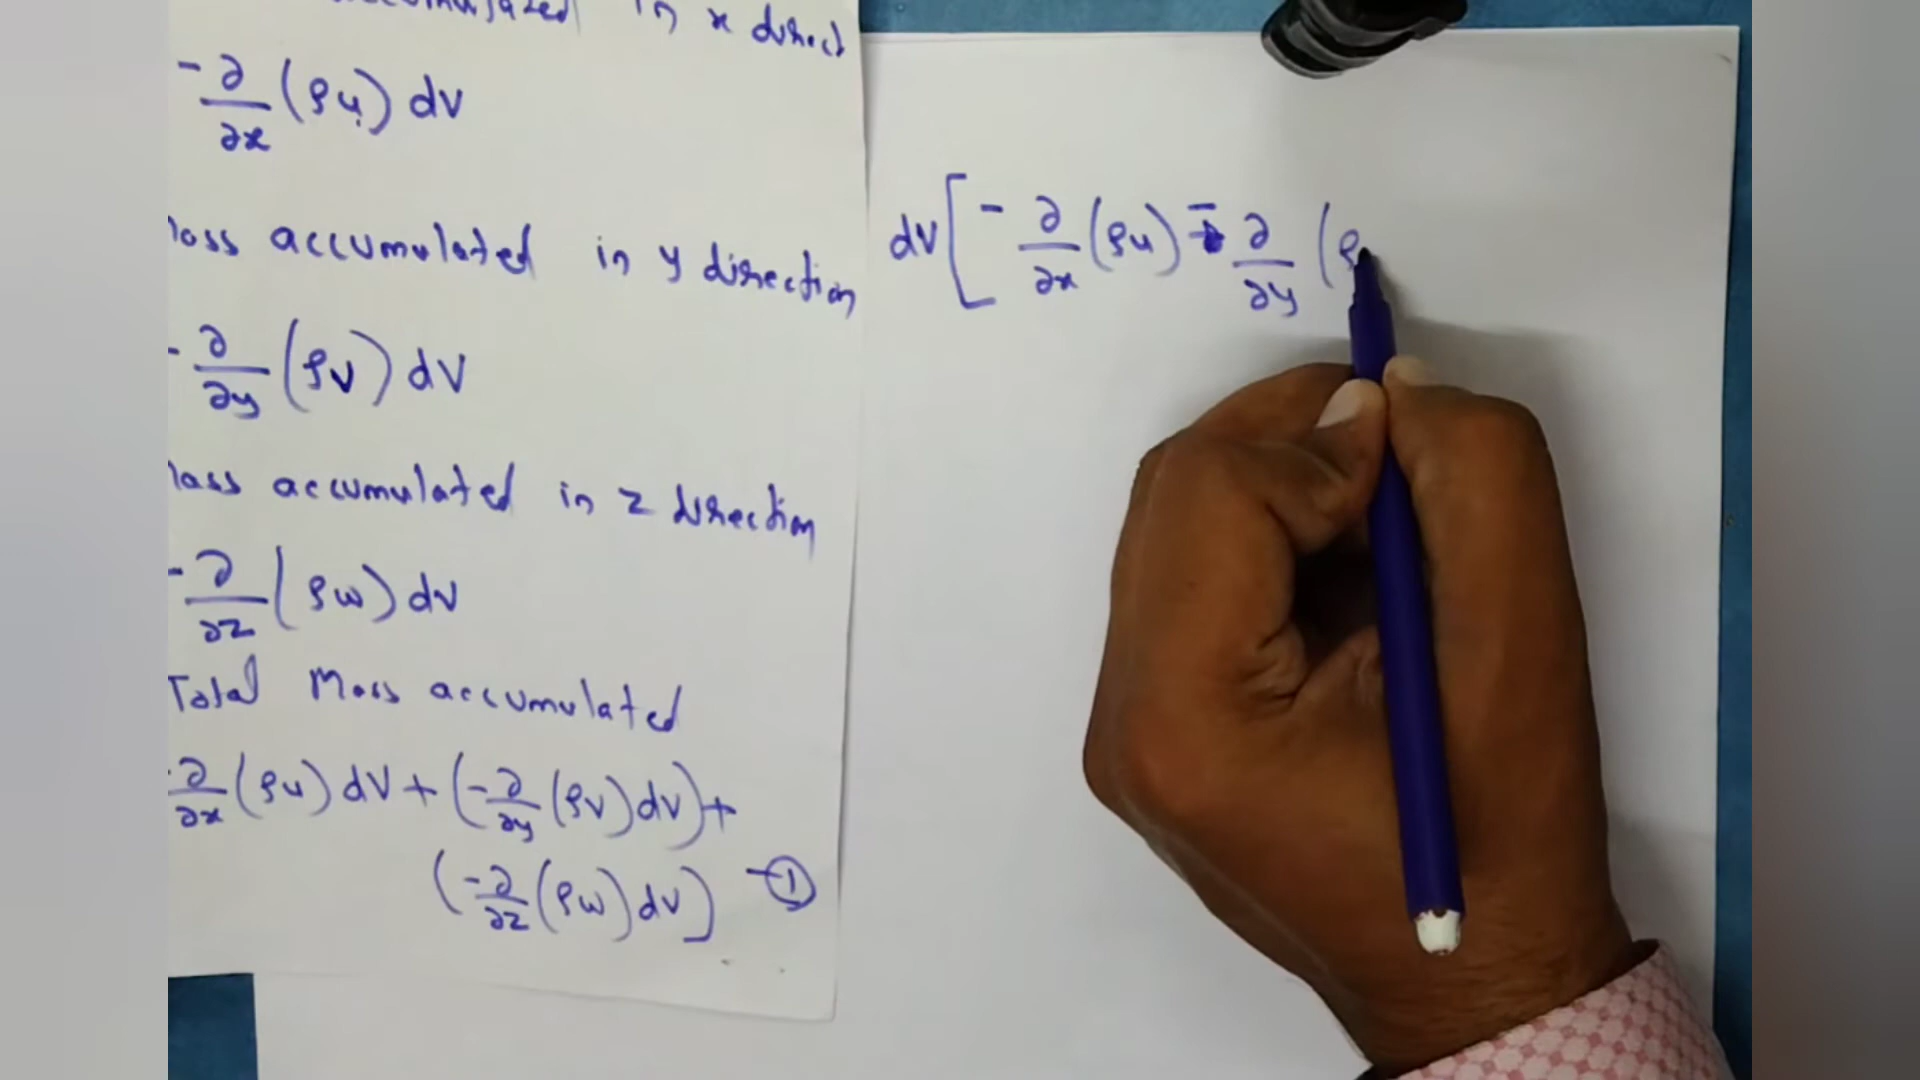 accumulated in x direct
-∂/∂x (ρu) dV
Mass accumulated in y direction
-∂/∂y (ρv) dV
Mass accumulated in z direction
-∂/∂z (ρw) dV
Total Mass accumulated
-∂/∂x (ρu) dV + (-∂/∂y (ρv) dV) +
(-∂/∂z (ρw) dV) -①
dV [ - ∂/∂x (ρu) - ∂/∂y (ρ